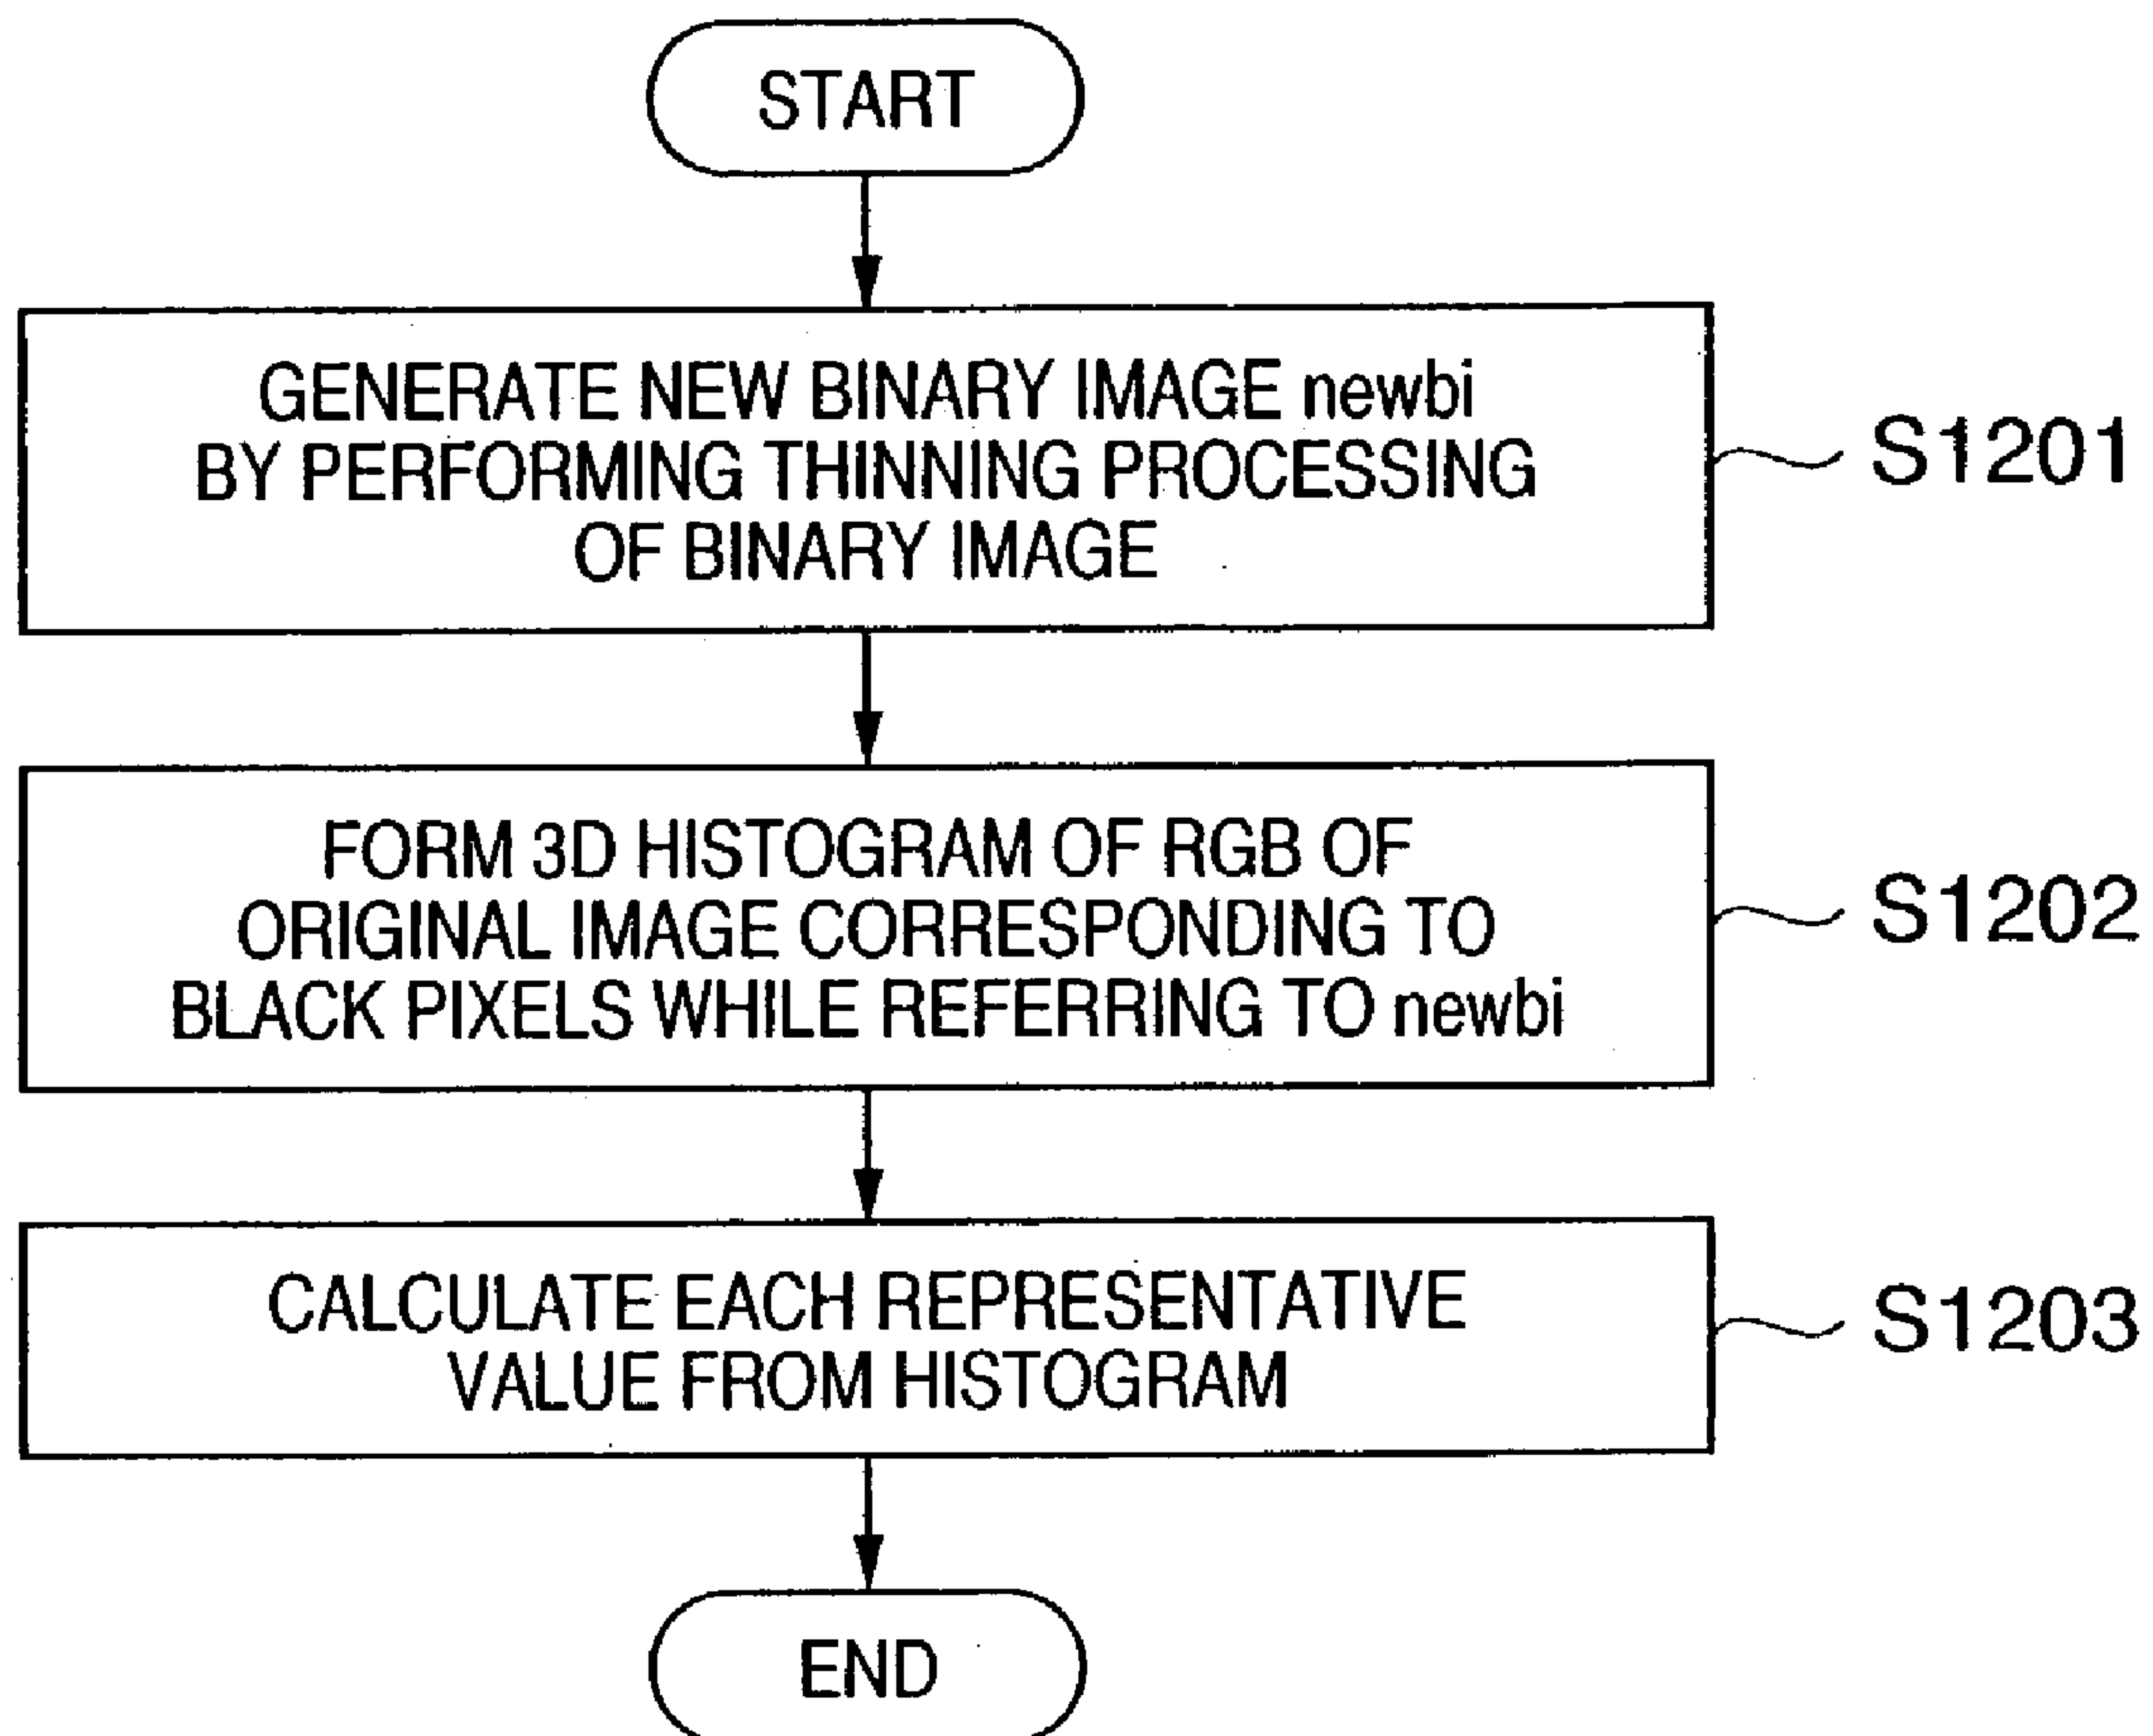 START
GENERATE NEW BINARY IMAGE newbi
BY PERFORMING THINNING PROCESSING
OF BINARY IMAGE
S1201
FORM 3D HISTOGRAM OF RGB OF
ORIGINAL IMAGE CORRESPONDING TO
BLACK PIXELS WHILE REFERRING TO newbi
S1202
CALCULATE EACH REPRESENTATIVE
VALUE FROM HISTOGRAM
S1203
END